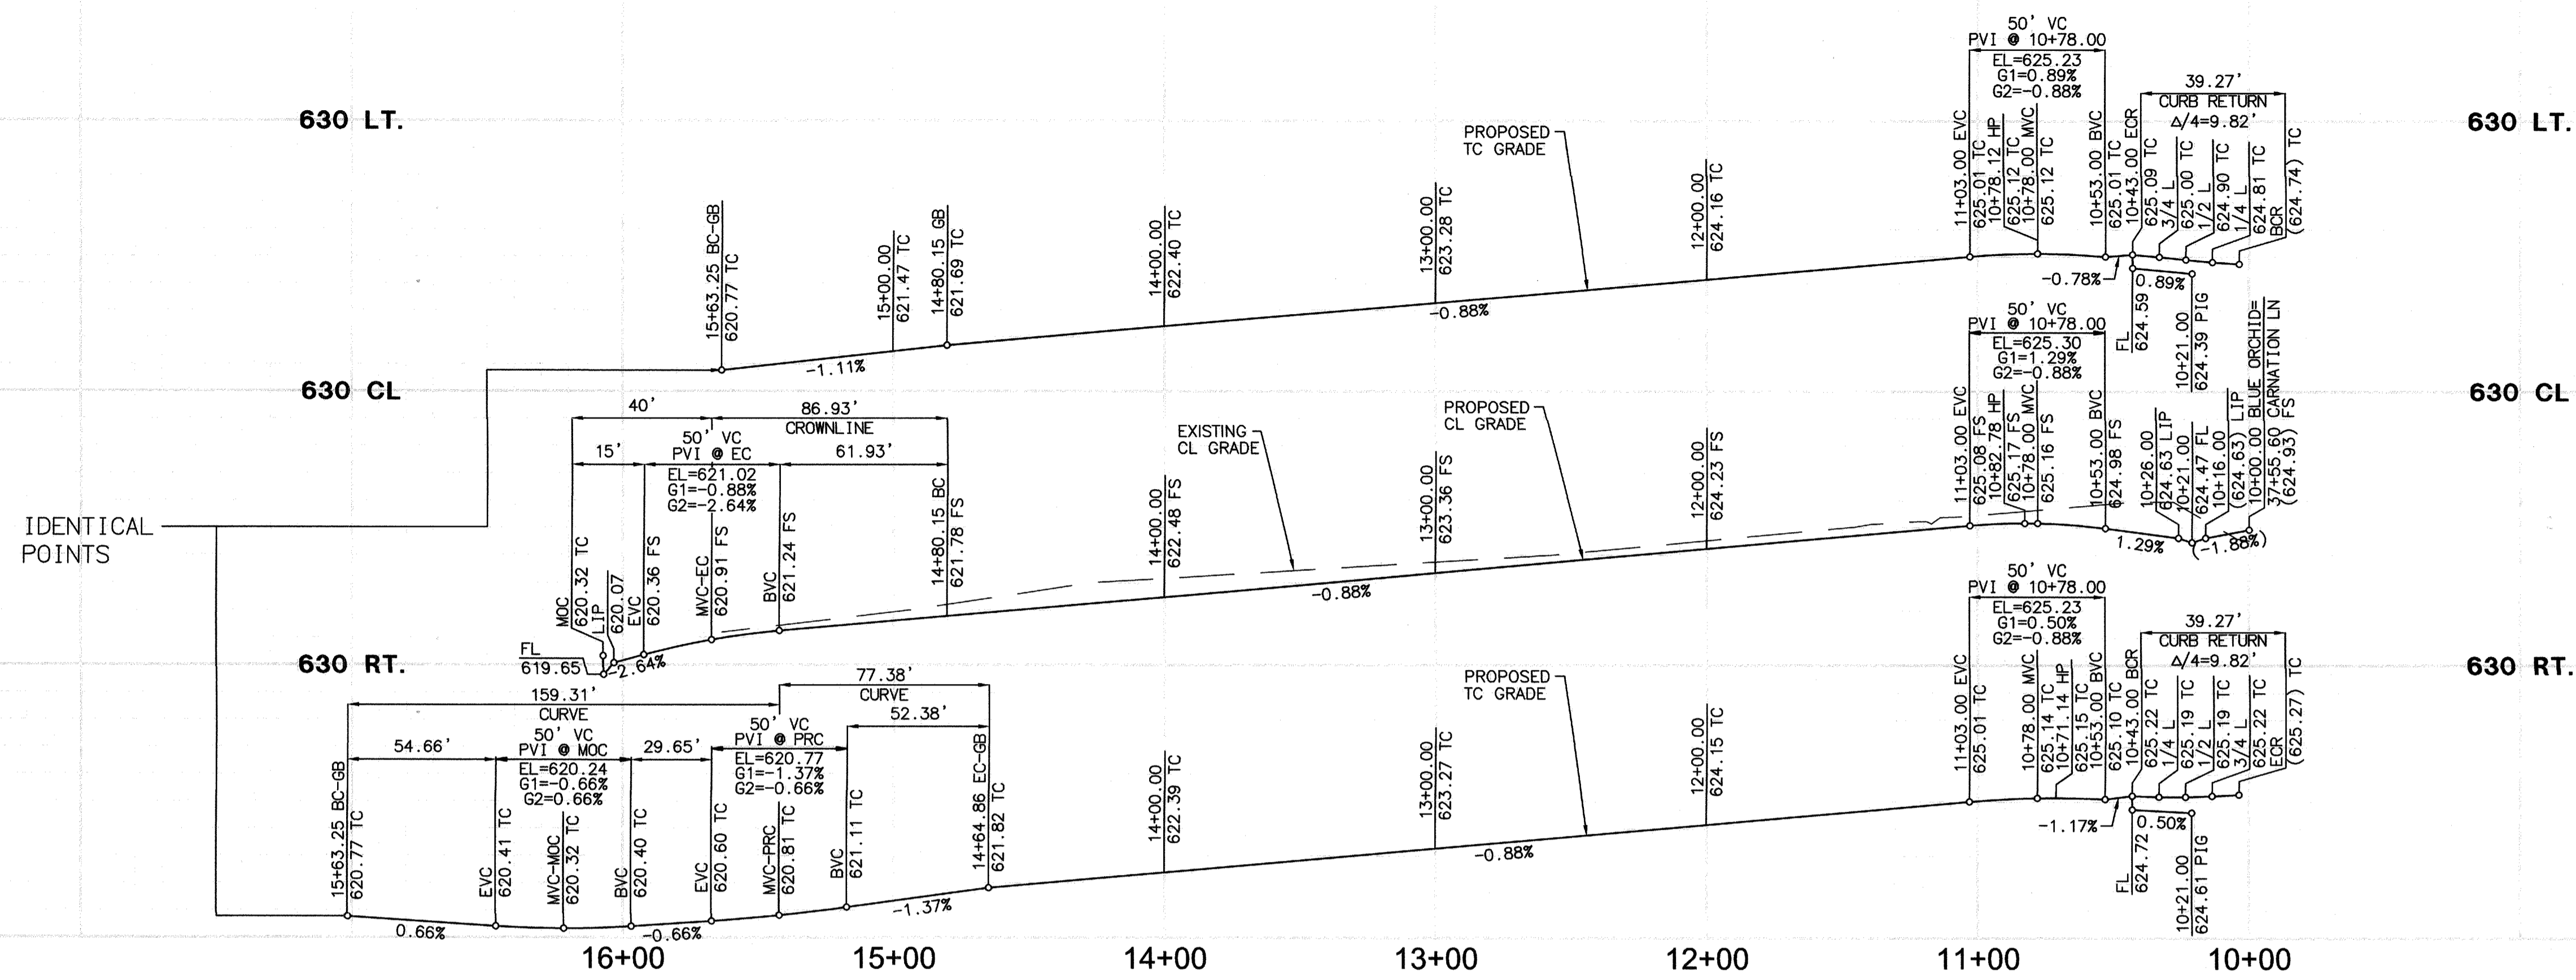 630 LT.
15+63.25 BC-GB
620.77 TC
15+00.00
621.47 TC
14+80.15 GB
621.69 TC
14+00.00
622.40 TC
13+00.00
623.28 TC
PROPOSED
TC GRADE
12+00.00
624.16 TC
50' VC
PVI @ 10+78.00
EL=625.23
G1=0.89%
G2=-0.88%
11+03.00 EVC
625.01 TC
10+78.12 HP
625.12 TC
10+78.00 MVC
625.12 TC
10+53.00 BVC
625.01 TC
10+43.00 ECR
625.09 TC
3/4 L
625.00 TC
1/2 L
624.90 TC
1/4 L
624.81 TC
BCR
(624.74) TC
39.27'
CURB RETURN
Δ/4=9.82'
630 LT.
-1.11%
-0.88%
-0.78%
0.89%
FL
624.59
10+21.00
624.39 PIG
630 CL
40'
86.93'
CROWNLINE
15'
50' VC
PVI @ EC
61.93'
EL=621.02
G1=-0.88%
G2=-2.64%
MOC
620.32 TC
LIP
620.07
EVC
620.36 FS
MVC-EC
620.91 FS
BVC
621.24 FS
14+80.15 BC
621.78 FS
FL
619.65
-2.64%
EXISTING
CL GRADE
14+00.00
622.48 FS
13+00.00
623.36 FS
PROPOSED
CL GRADE
-0.88%
12+00.00
624.23 FS
50' VC
PVI @ 10+78.00
EL=625.30
G1=1.29%
G2=-0.88%
11+03.00 EVC
625.08 FS
10+82.78 HP
625.17 FS
10+78.00 MVC
625.16 FS
10+53.00 BVC
624.98 FS
10+26.00
624.63 LIP
10+21.00
624.47 FL
10+16.00
(624.63) LIP
10+00.00 BLUE ORCHID=
37+55.60 CARNATION LN
(624.93) FS
1.29%
(-1.88%)
630 CL
IDENTICAL
POINTS
630 RT.
159.31'
CURVE
77.38'
CURVE
54.66'
50' VC
PVI @ MOC
29.65'
50' VC
PVI @ PRC
52.38'
EL=620.24
G1=-0.66%
G2=0.66%
EL=620.77
G1=-1.37%
G2=-0.66%
15+63.25 BC-GB
620.77 TC
EVC
620.41 TC
MVC-MOC
620.32 TC
BVC
620.40 TC
EVC
620.60 TC
MVC-PRC
620.81 TC
BVC
621.11 TC
14+64.86 EC-GB
621.82 TC
0.66%
-0.66%
-1.37%
14+00.00
622.39 TC
13+00.00
623.27 TC
-0.88%
PROPOSED
TC GRADE
12+00.00
624.15 TC
50' VC
PVI @ 10+78.00
EL=625.23
G1=0.50%
G2=-0.88%
11+03.00 EVC
625.01 TC
10+78.00 MVC
625.14 TC
10+71.14 HP
625.15 TC
10+53.00 BVC
625.10 TC
10+43.00 BCR
625.22 TC
1/4 L
625.19 TC
1/2 L
625.19 TC
3/4 L
625.22 TC
ECR
(625.27) TC
39.27'
CURB RETURN
Δ/4=9.82'
-1.17%
0.50%
FL
624.72
10+21.00
624.61 PIG
630 RT.
16+00
15+00
14+00
13+00
12+00
11+00
10+00